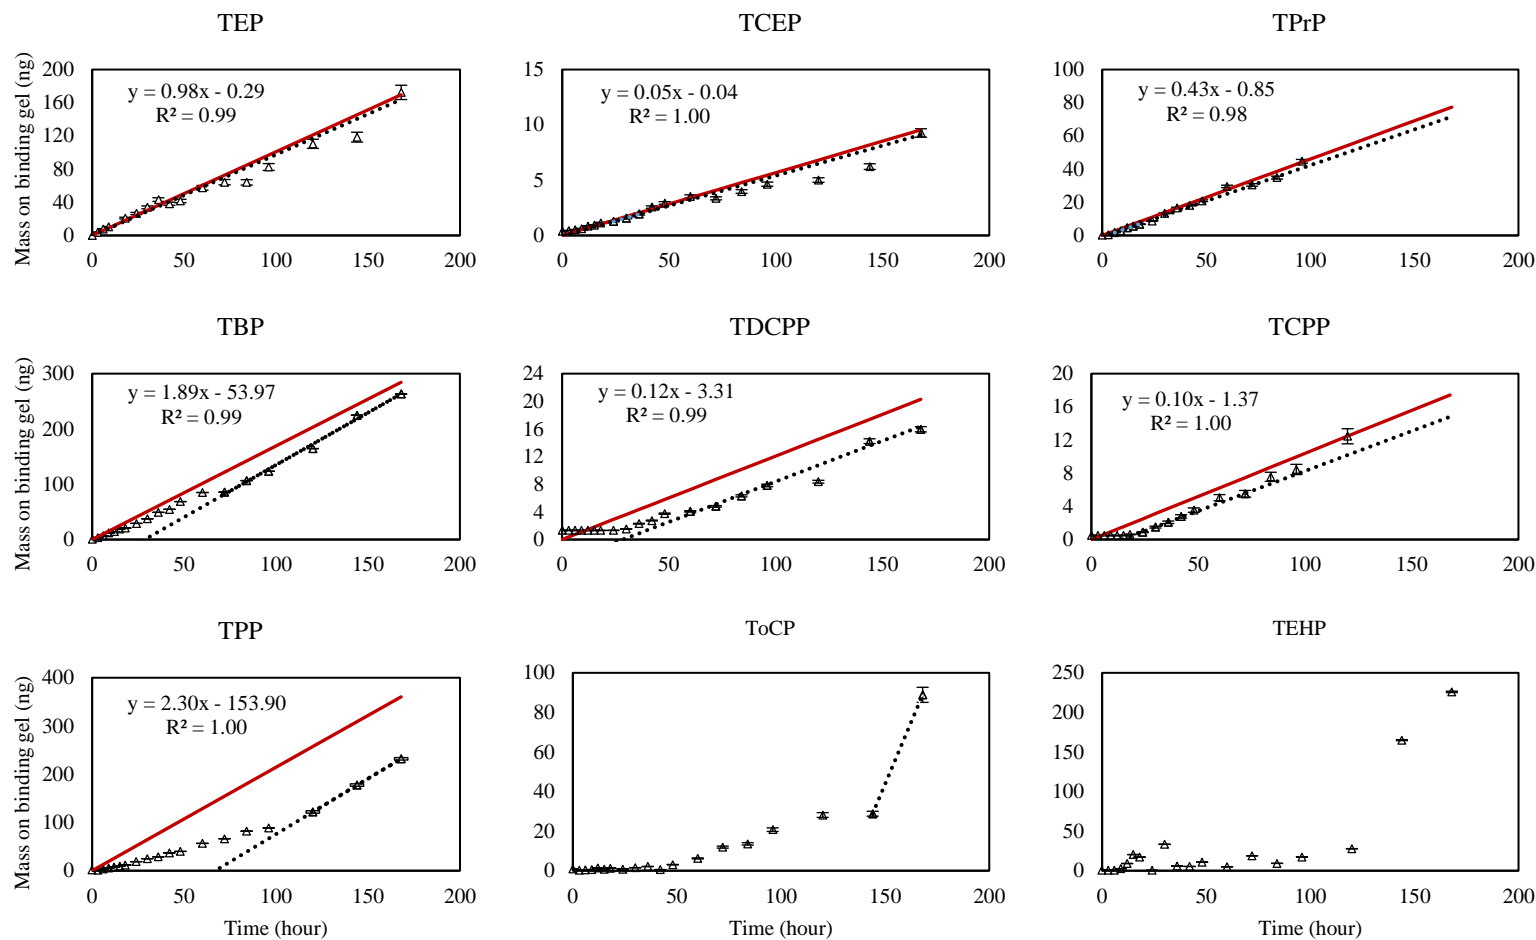 TEP
TCEP
TPrP
Mass on binding gel (ng)
200
160
120
80
40
0
y = 0.98x - 0.29
R² = 0.99
0 50 100 150 200
15
10
5
0
y = 0.05x - 0.04
R² = 1.00
0 50 100 150 200
100
80
60
40
20
0
y = 0.43x - 0.85
R² = 0.98
0 50 100 150 200
TBP
TDCPP
TCPP
Mass on binding gel (ng)
300
200
100
0
y = 1.89x - 53.97
R² = 0.99
0 50 100 150 200
24
20
16
12
8
4
0
y = 0.12x - 3.31
R² = 0.99
0 50 100 150 200
20
16
12
8
4
0
y = 0.10x - 1.37
R² = 1.00
0 50 100 150 200
TPP
ToCP
TEHP
Mass on binding gel (ng)
400
300
200
100
0
y = 2.30x - 153.90
R² = 1.00
0 50 100 150 200
Time (hour)
100
80
60
40
20
0
0 50 100 150 200
Time (hour)
250
200
150
100
50
0
0 50 100 150 200
Time (hour)